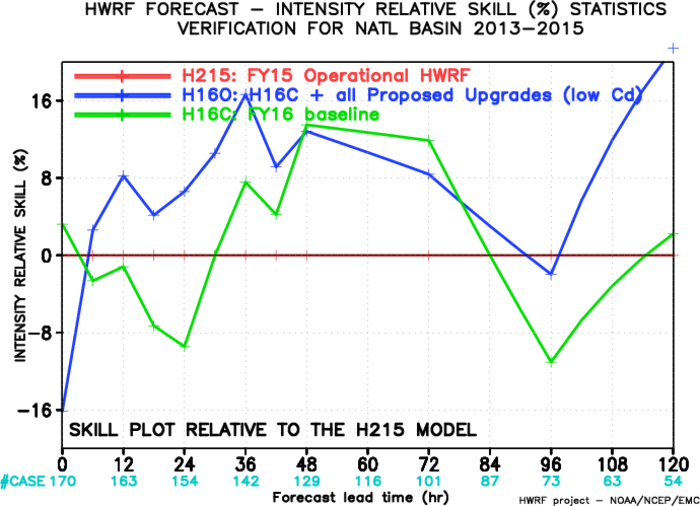 HWRF FORECAST – INTENSITY RELATIVE SKILL (%) STATISTICS
VERIFICATION FOR NATL BASIN 2013–2015
H215: FY15 Operational HWRF
H16O: H16C + all Proposed Upgrades (low Cd)
H16C: FY16 baseline
INTENSITY RELATIVE SKILL (%)
16
8
0
−8
−16
SKILL PLOT RELATIVE TO THE H215 MODEL
0 12 24 36 48 60 72 84 96 108 120
#CASE 170 163 154 142 129 116 101 87 73 63 54
Forecast lead time (hr)
HWRF project – NOAA/NCEP/EMC